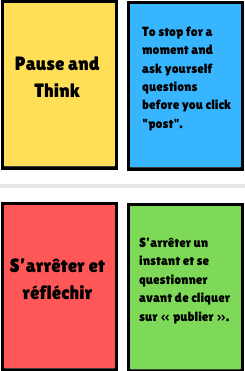 Pause and
Think
To stop for a
moment and
ask yourself
questions
before you click
"post".
S'arrêter et
réfléchir
S'arrêter un
instant et se
questionner
avant de cliquer
sur « publier ».